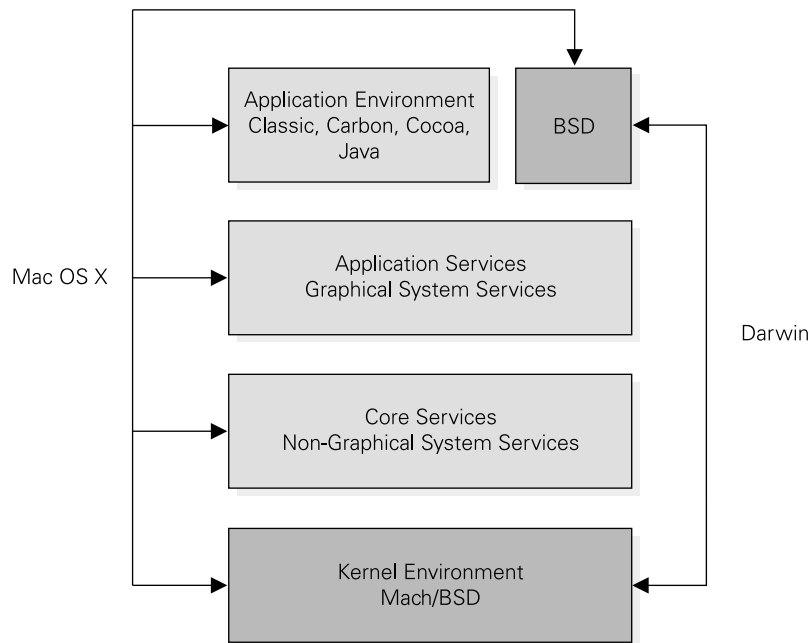 Application Environment
Classic, Carbon, Cocoa,
Java
BSD
Mac OS X
Application Services
Graphical System Services
Darwin
Core Services
Non-Graphical System Services
Kernel Environment
Mach/BSD